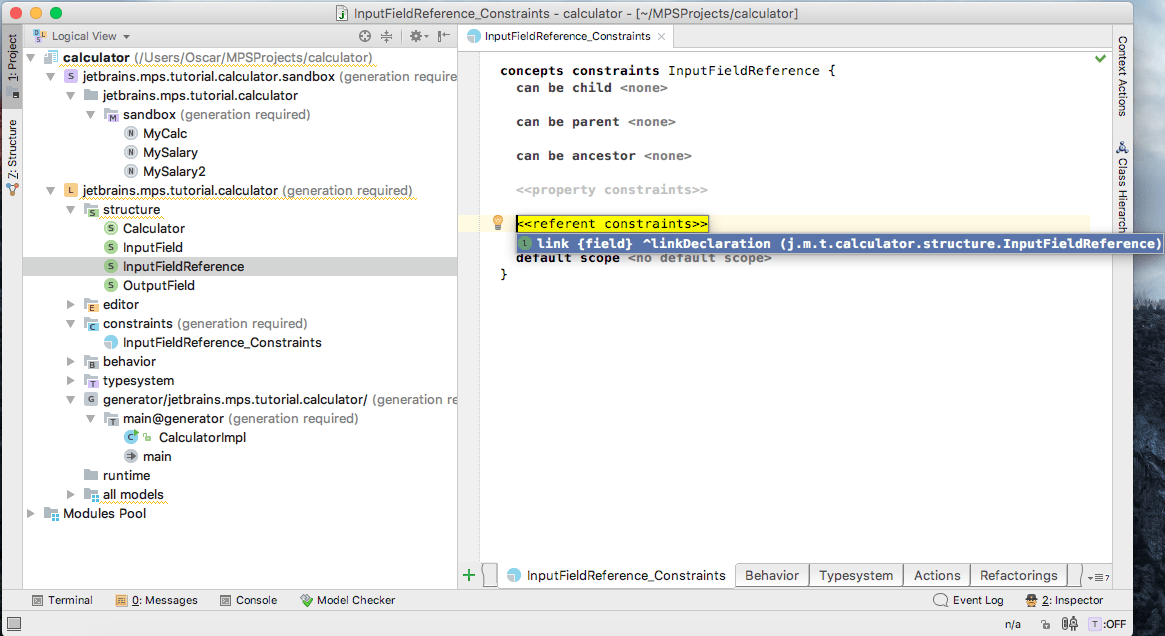 InputFieldReference_Constraints - calculator - [~/MPSProjects/calculator]
1: Project
Z: Structure
Logical View
calculator (/Users/Oscar/MPSProjects/calculator)
jetbrains.mps.tutorial.calculator.sandbox (generation require
jetbrains.mps.tutorial.calculator
sandbox (generation required)
MyCalc
MySalary
MySalary2
jetbrains.mps.tutorial.calculator (generation required)
structure
Calculator
InputField
InputFieldReference
OutputField
editor
constraints (generation required)
InputFieldReference_Constraints
behavior
typesystem
generator/jetbrains.mps.tutorial.calculator/ (generation re
main@generator (generation required)
CalculatorImpl
main
runtime
all models
Modules Pool
InputFieldReference_Constraints
concepts constraints InputFieldReference {
can be child <none>
can be parent <none>
can be ancestor <none>
<<property constraints>>
<<referent constraints>>
link {field} ^linkDeclaration (j.m.t.calculator.structure.InputFieldReference)
default scope <no default scope>
}
Context Actions
Class Hierarch
InputFieldReference_Constraints
Behavior
Typesystem
Actions
Refactorings
7
Terminal
0: Messages
Console
Model Checker
Event Log
2: Inspector
n/a
T :OFF